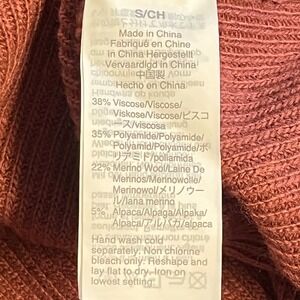 S/CH
Made in China
Fabriqué en Chine
In China Hergestellt
Vervaardigd in China
中国製
Hecho en China
38% Viscose/Viscose/
Viskose/Viscose/ビスコ
ース/viscosa
35% Polyamide/Polyamide/
Polyamid/Polyamide/ポリ
アミド/poliamida
22% Merino Wool/Laine De
Merinos/Merinowolle/
Merinowol/メリノウー
ル/lana merino
5% Alpaca/Alpaga/Alpaka/
Alpaca/アルパカ/alpaca
Hand wash cold
separately. Non chlorine
bleach only. Reshape and
lay flat to dry. Iron on
lowest setting.